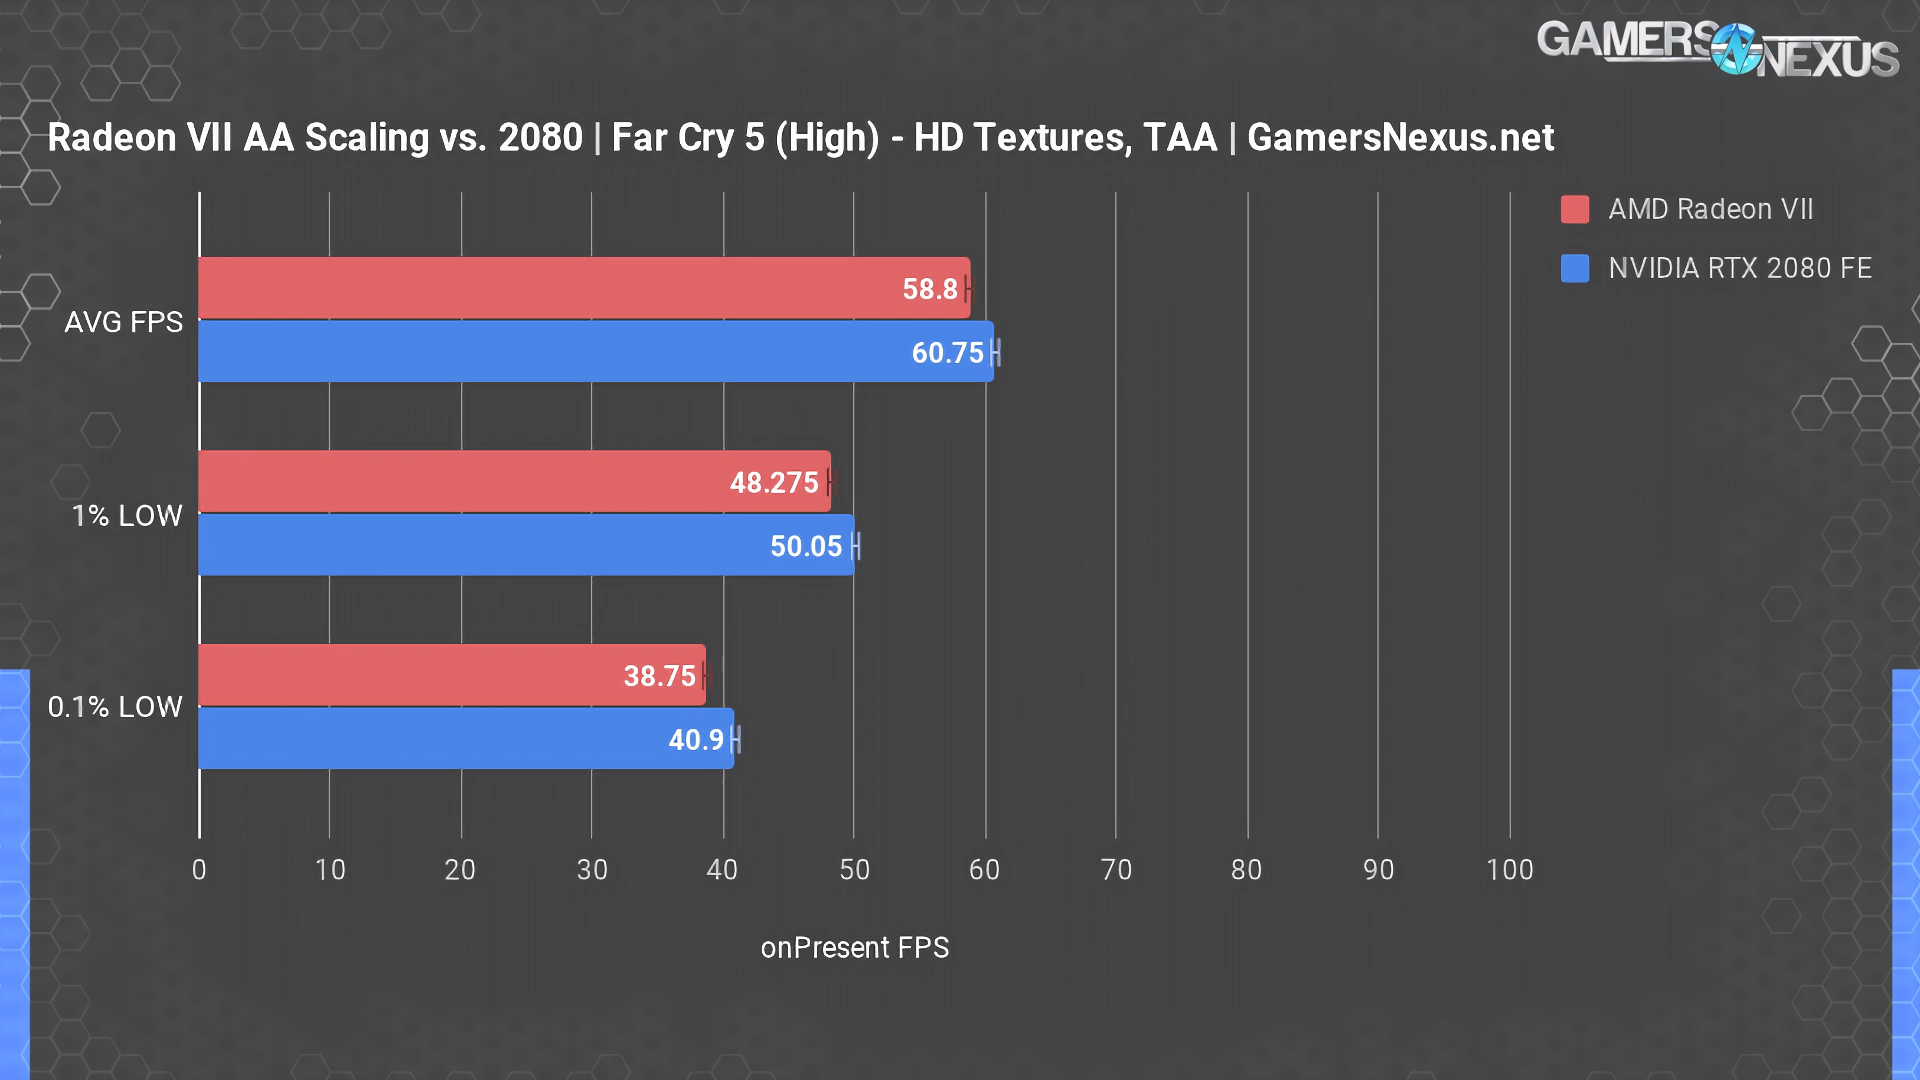 GAMERS NEXUS
Radeon VII AA Scaling vs. 2080 | Far Cry 5 (High) - HD Textures, TAA | GamersNexus.net
AMD Radeon VII
NVIDIA RTX 2080 FE
AVG FPS
58.8
60.75
1% LOW
48.275
50.05
0.1% LOW
38.75
40.9
0 10 20 30 40 50 60 70 80 90 100
onPresent FPS